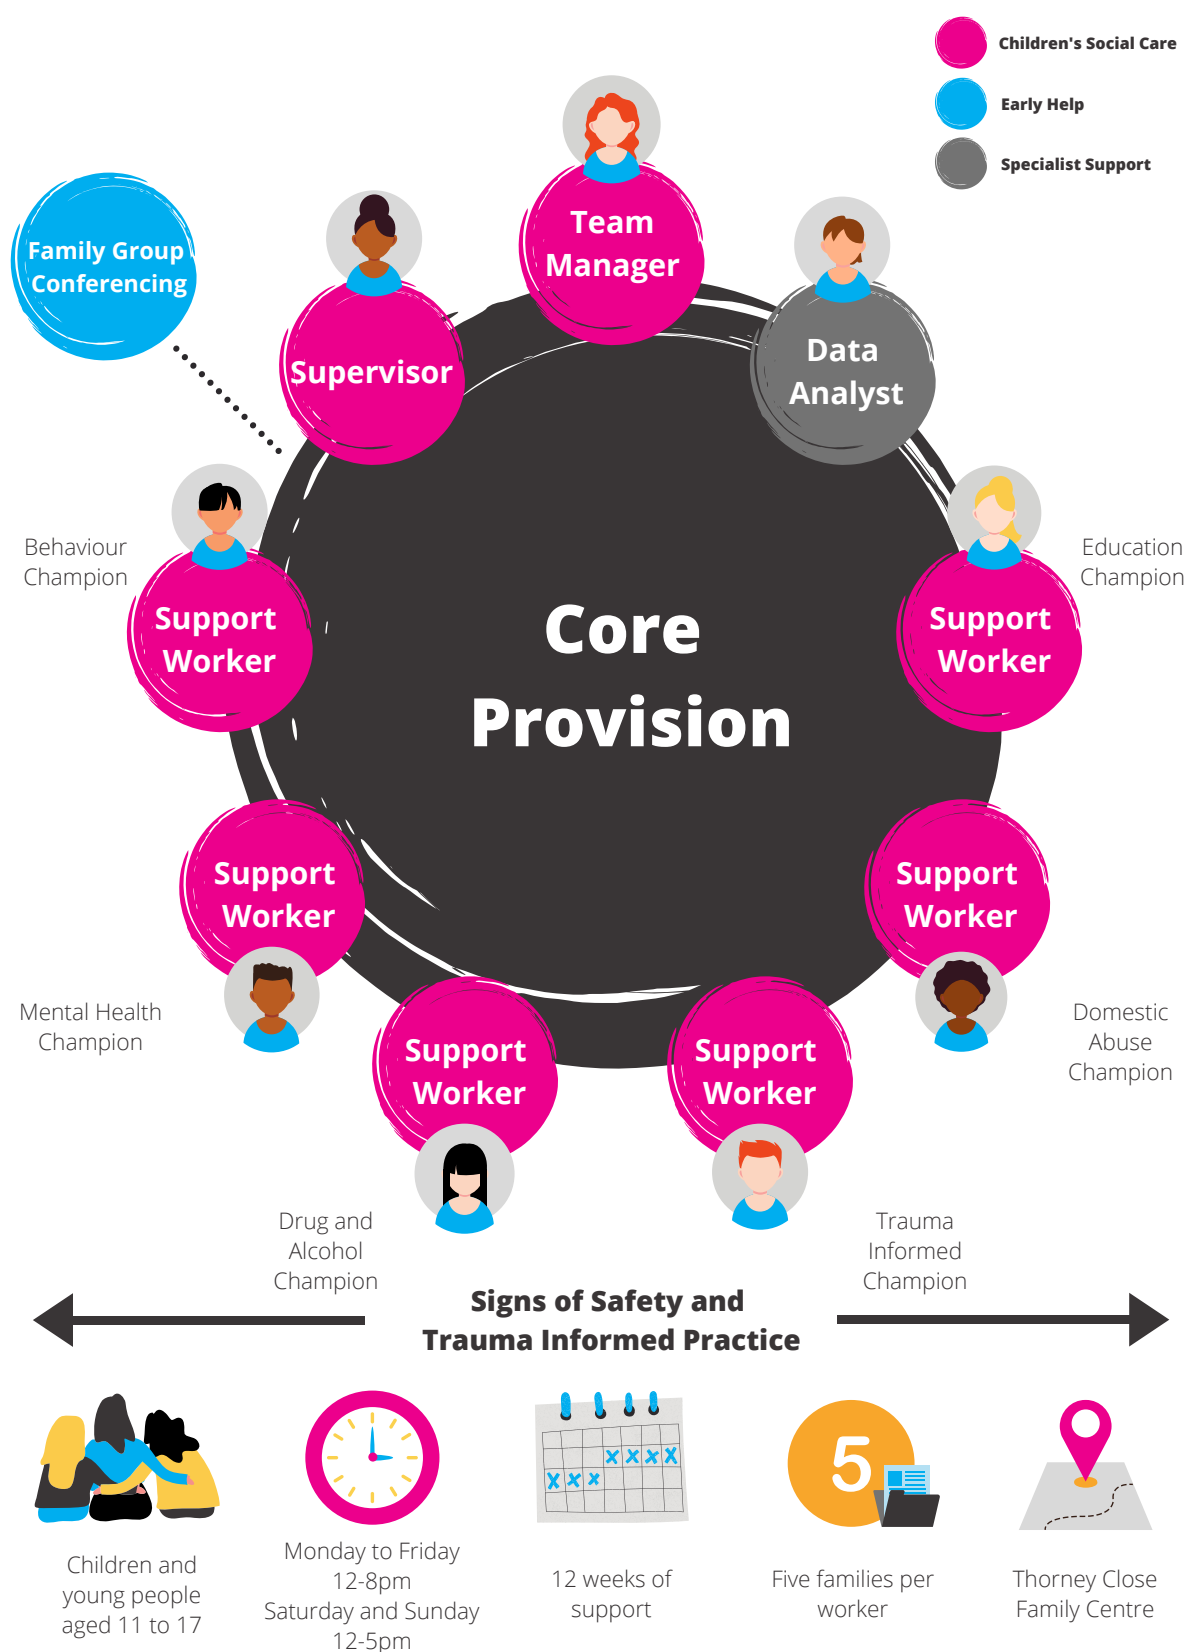 Children's Social Care
Early Help
Specialist Support
Family Group
Conferencing
Supervisor
Team
Manager
Data
Analyst
Behaviour
Champion
Support
Worker
Education
Champion
Support
Worker
Core
Provision
Support
Worker
Mental Health
Champion
Support
Worker
Domestic
Abuse
Champion
Support
Worker
Drug and
Alcohol
Champion
Support
Worker
Trauma
Informed
Champion
Signs of Safety and
Trauma Informed Practice
Children and
young people
aged 11 to 17
Monday to Friday
12-8pm
Saturday and Sunday
12-5pm
12 weeks of
support
5
Five families per
worker
Thorney Close
Family Centre